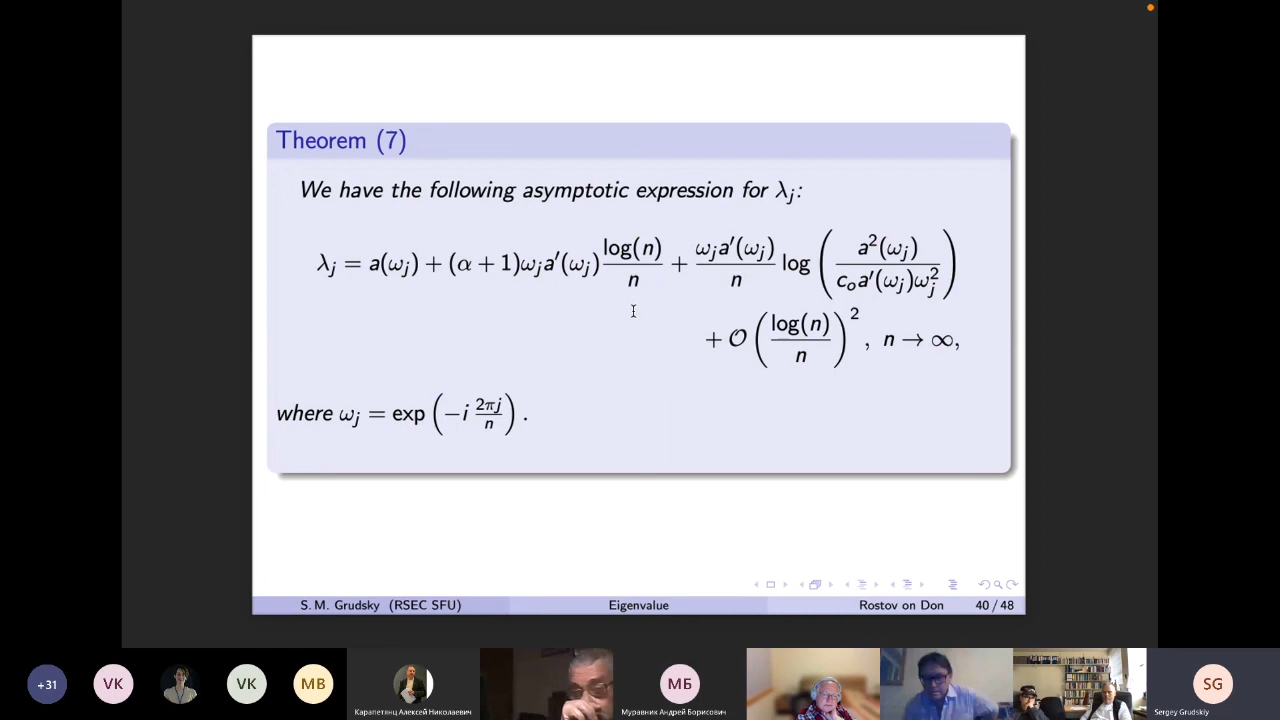 Theorem (7)
We have the following asymptotic expression for λ_j:
λ_j = a(ω_j) + (α + 1)ω_j a′(ω_j) log(n)/n + ω_j a′(ω_j)/n log ( a²(ω_j) / c_o a′(ω_j)ω_j² )
+ 𝒪 ( log(n)/n )² , n → ∞,
where ω_j = exp ( −i 2πj/n ) .
S. M. Grudsky (RSEC SFU) Eigenvalue Rostov on Don 40 / 48
+31 VK VK MB МБ SG
Карапетянц Алексей Николаевич Муравник Андрей Борисович Sergey Grudskiy